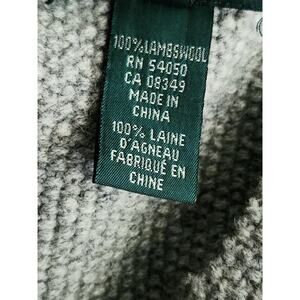 100%LAMBSWOOL
RN 54050
CA 08349
MADE IN
CHINA
100% LAINE
D'AGNEAU
FABRIQUÉ EN
CHINE